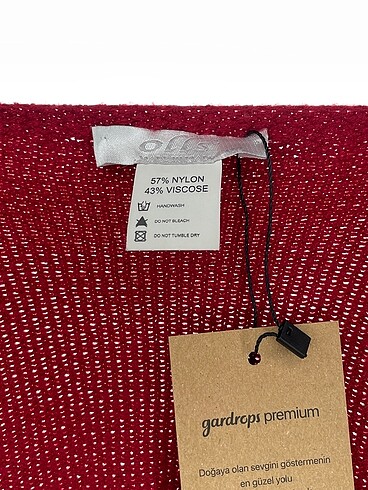 57% NYLON
43% VISCOSE
HANDWASH
DO NOT BLEACH
DO NOT TUMBLE DRY
gardrops premium
Doğaya olan sevgini göstermenin
en güzel yolu